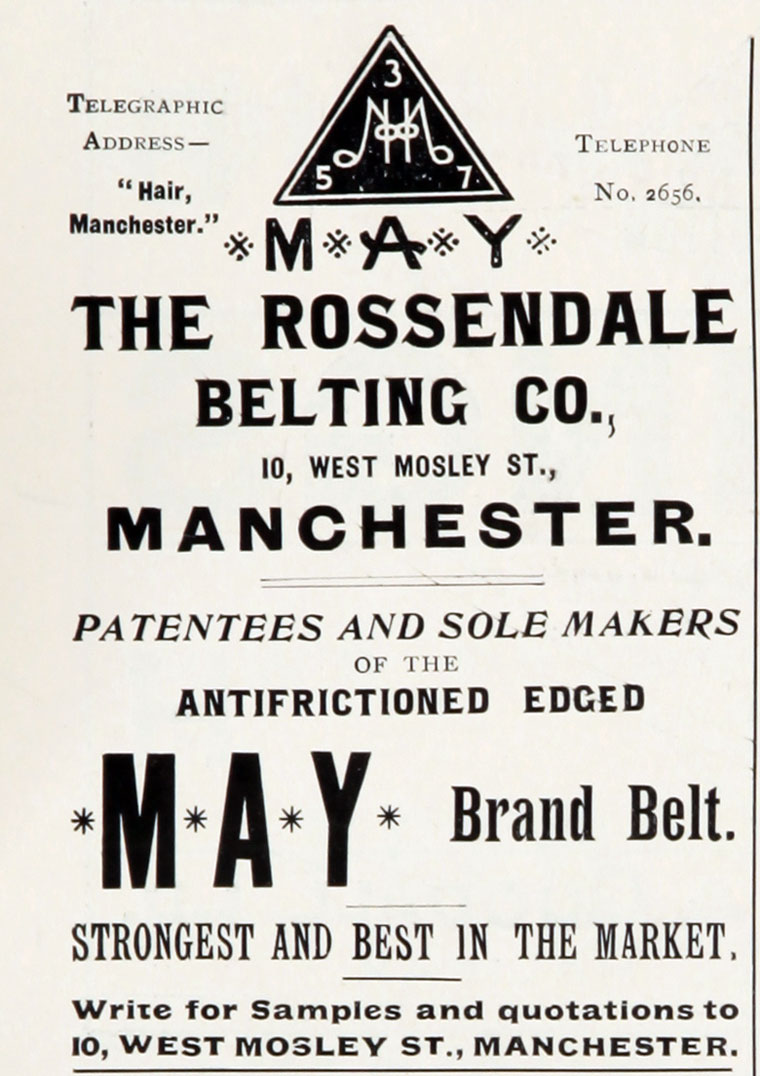 TELEGRAPHIC
ADDRESS—
"Hair,
Manchester."
3
5 7
TELEPHONE
No. 2656.
M A Y
THE ROSSENDALE
BELTING CO.,
10, WEST MOSLEY ST.,
MANCHESTER.
PATENTEES AND SOLE MAKERS
OF THE
ANTIFRICTIONED EDGED
*M*A*Y* Brand Belt.
STRONGEST AND BEST IN THE MARKET.
Write for Samples and quotations to
10, WEST MOSLEY ST., MANCHESTER.